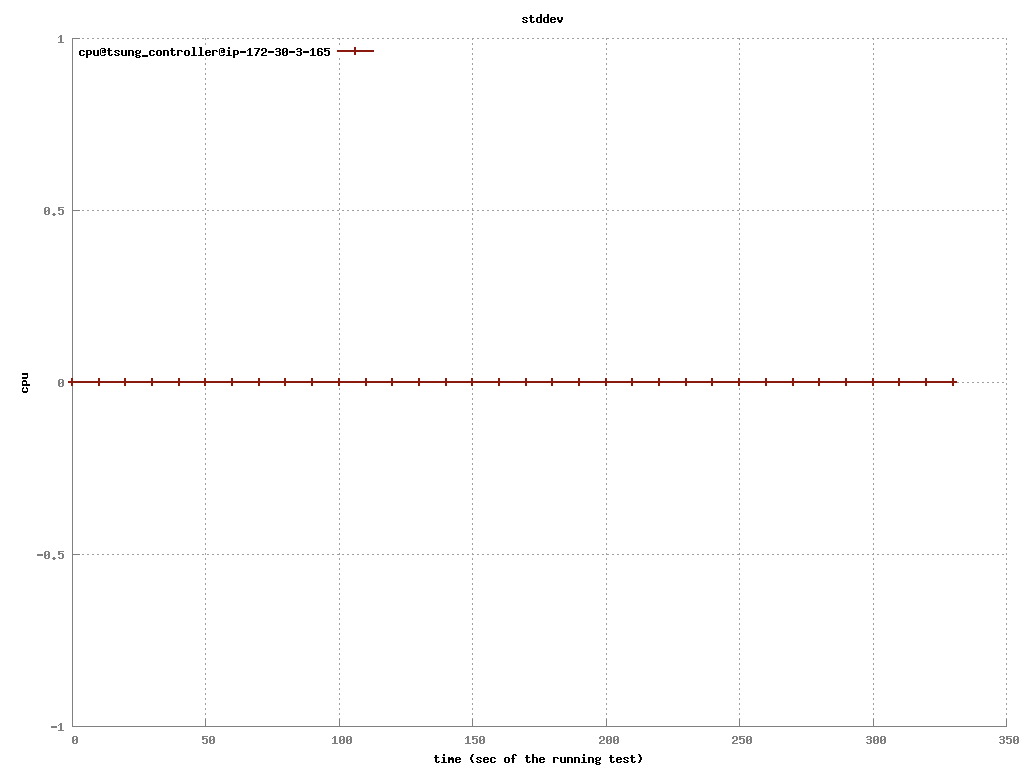 stddev
1
cpu@tsung_controller@ip-172-30-3-165
0.5
cpu
0
-0.5
-1
0 50 100 150 200 250 300 350
time (sec of the running test)